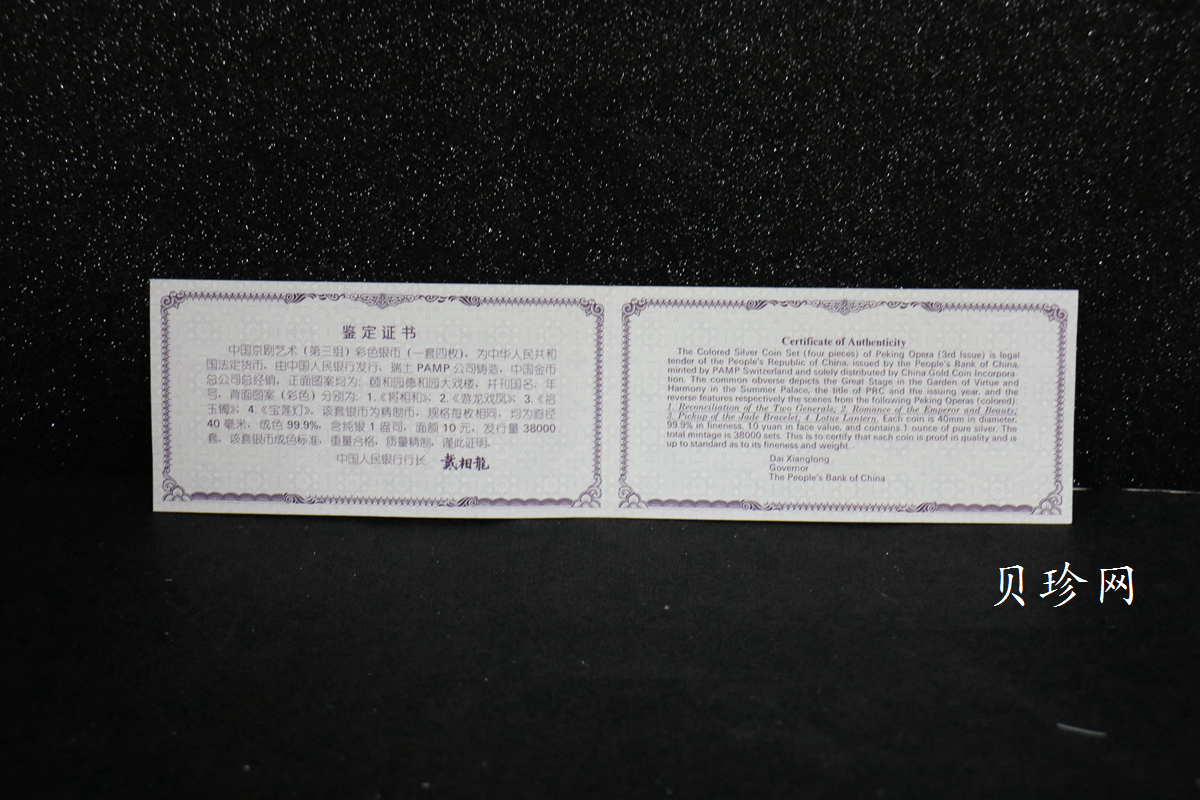 鉴定证书
中国京剧艺术（第三组）彩色银币（一套四枚），为中华人民共和
国法定货币。由中国人民银行发行，瑞士 PAMP 公司铸造，中国金币
总公司总经销，正面图案均为：颐和园德和园大戏楼，并刊国名、年
号，背面图案（彩色）分别为：1.《将相和》；2.《游龙戏凤》；3.《拾
玉镯》；4.《宝莲灯》。该套银币为精制币，规格每枚相同，均为直径
40 毫米，成色 99.9%，含纯银 1 盎司，面额 10 元，发行量 38000
套，该套银币成色标准，重量合格，质量精制，谨此证明。
中国人民银行行长 戴相龍
Certificate of Authenticity
The Colored Silver Coin Set (four pieces) of Peking Opera (3rd Issue) is legal
tender of the People's Republic of China, issued by the People's Bank of China,
minted by PAMP Switzerland and solely distributed by China Gold Coin Incorpora-
tion. The common obverse depicts the Great Stage in the Garden of Virtue and
Harmony in the Summer Palace, the title of PRC and the issuing year, and the
reverse features respectively the scenes from the following Peking Operas (colored):
1. Reconciliation of the Two Generals; 2. Romance of the Emperor and Beauty;
3. Pickup of the Jade Bracelet; 4. Lotus Lantern. Each coin is 40mm in diameter,
99.9% in fineness, 10 yuan in face value, and contains 1 ounce of pure silver. The
total mintage is 38000 sets. This is to certify that each coin is proof in quality and is
up to standard as to its fineness and weight.
Dai Xianglong
Governor
The People's Bank of China
贝珍网